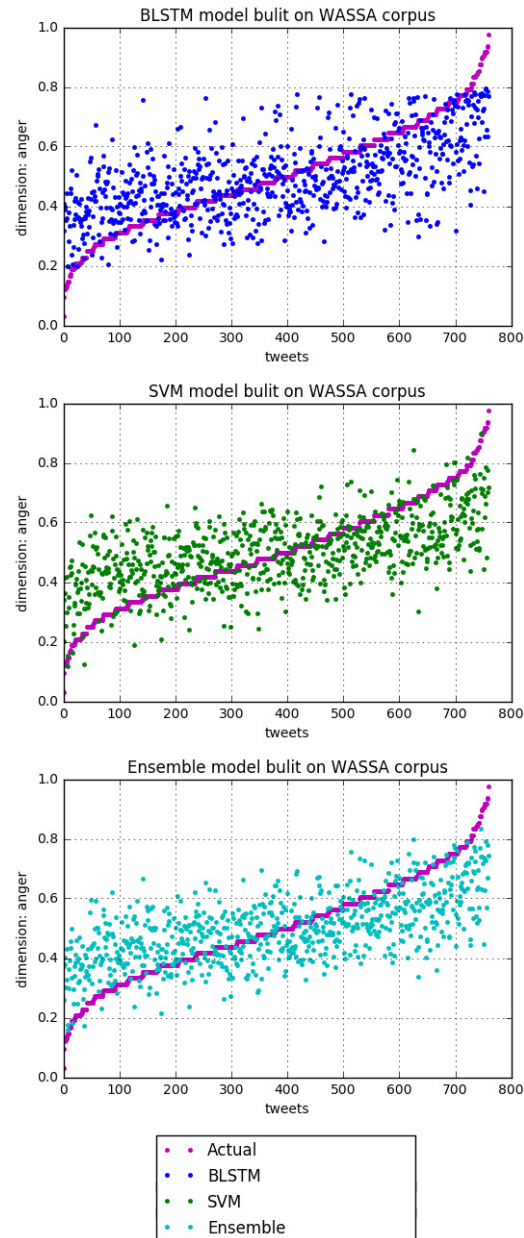 BLSTM model bulit on WASSA corpus
1.0
0.8
0.6
0.4
0.2
0.0
dimension: anger
0 100 200 300 400 500 600 700 800
tweets
SVM model bulit on WASSA corpus
1.0
0.8
0.6
0.4
0.2
0.0
dimension: anger
0 100 200 300 400 500 600 700 800
tweets
Ensemble model bulit on WASSA corpus
1.0
0.8
0.6
0.4
0.2
0.0
dimension: anger
0 100 200 300 400 500 600 700 800
tweets
Actual
BLSTM
SVM
Ensemble